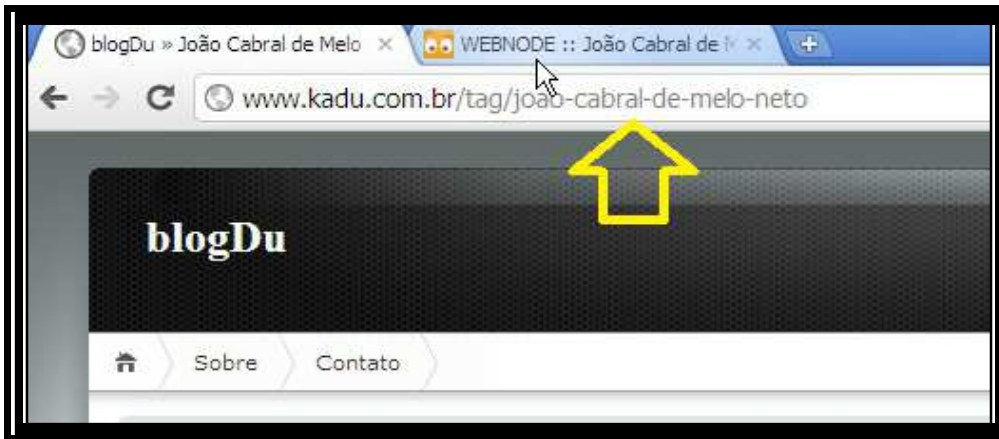 blogDu » João Cabral de Melo
WEBNODE :: João Cabral de
www.kadu.com.br/tag/joao-cabral-de-melo-neto
blogDu
Sobre
Contato